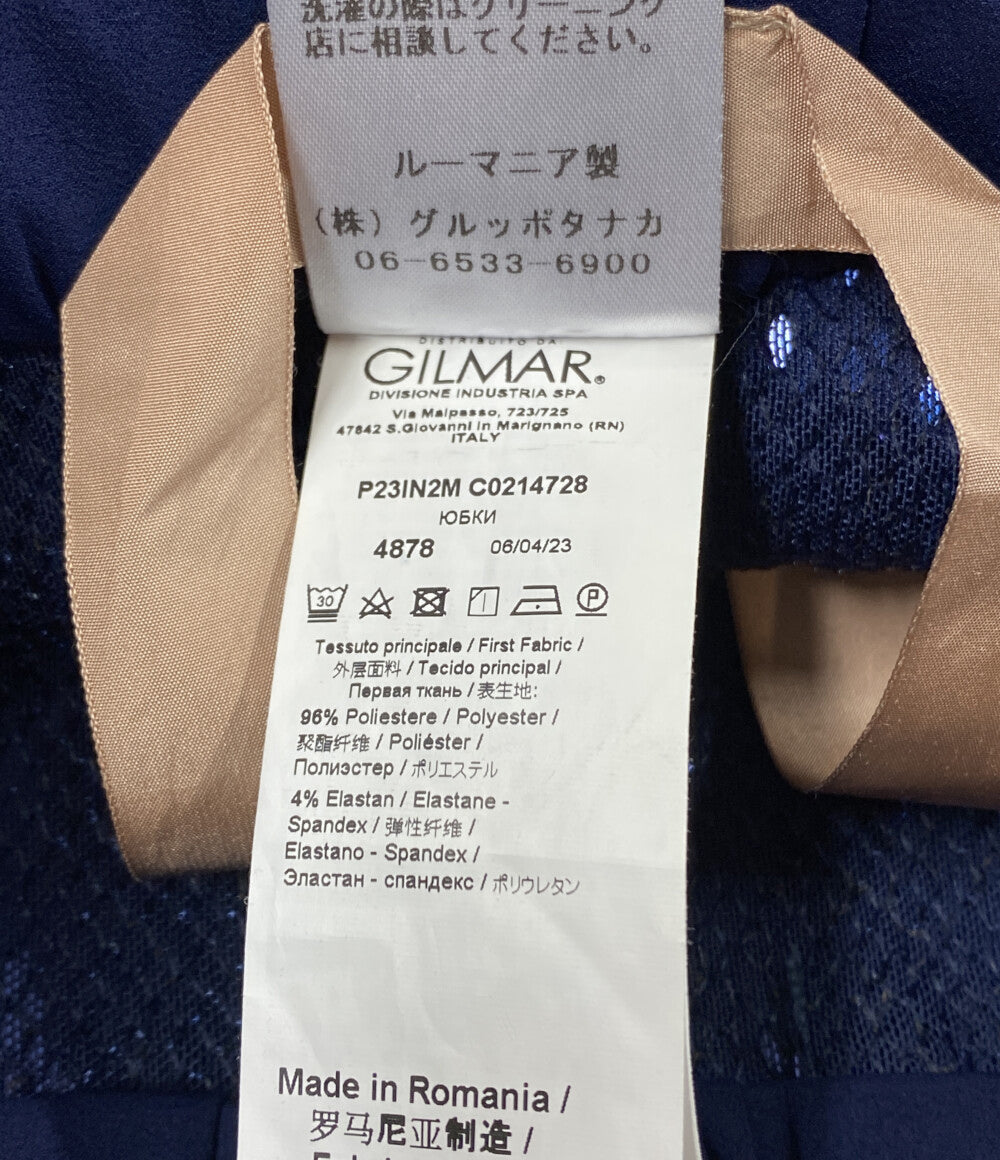 洗濯の際はクリーニング
店に相談してください。
ルーマニア製
（株）グルッポタナカ
06-6533-6900
DISTRIBUITO DA
GILMAR®
DIVISIONE INDUSTRIA SPA
Via Malpasso, 723/725
47842 S.Giovanni in Marignano (RN)
ITALY
P23IN2M C0214728
ЮБКИ
4878 06/04/23
30 P
Tessuto principale / First Fabric /
外层面料 / Tecido principal /
Первая ткань / 表生地:
96% Poliestere / Polyester /
聚酯纤维 / Poliéster /
Полиэстер / ポリエステル
4% Elastan / Elastane -
Spandex / 弹性纤维 /
Elastano - Spandex /
Эластан - спандекс / ポリウレタン
Made in Romania /
罗马尼亚制造 /